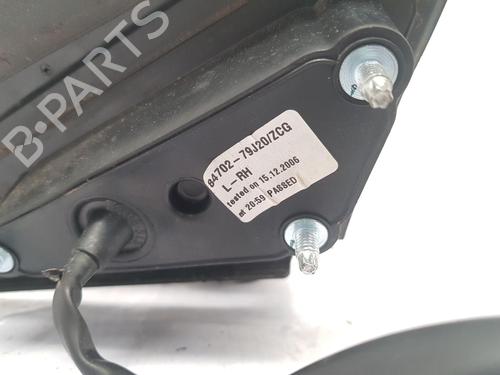 B-PARTS
84702-79J20/ZCG
L-RH
tested on 15.12.2006
at 20:59 PASSED